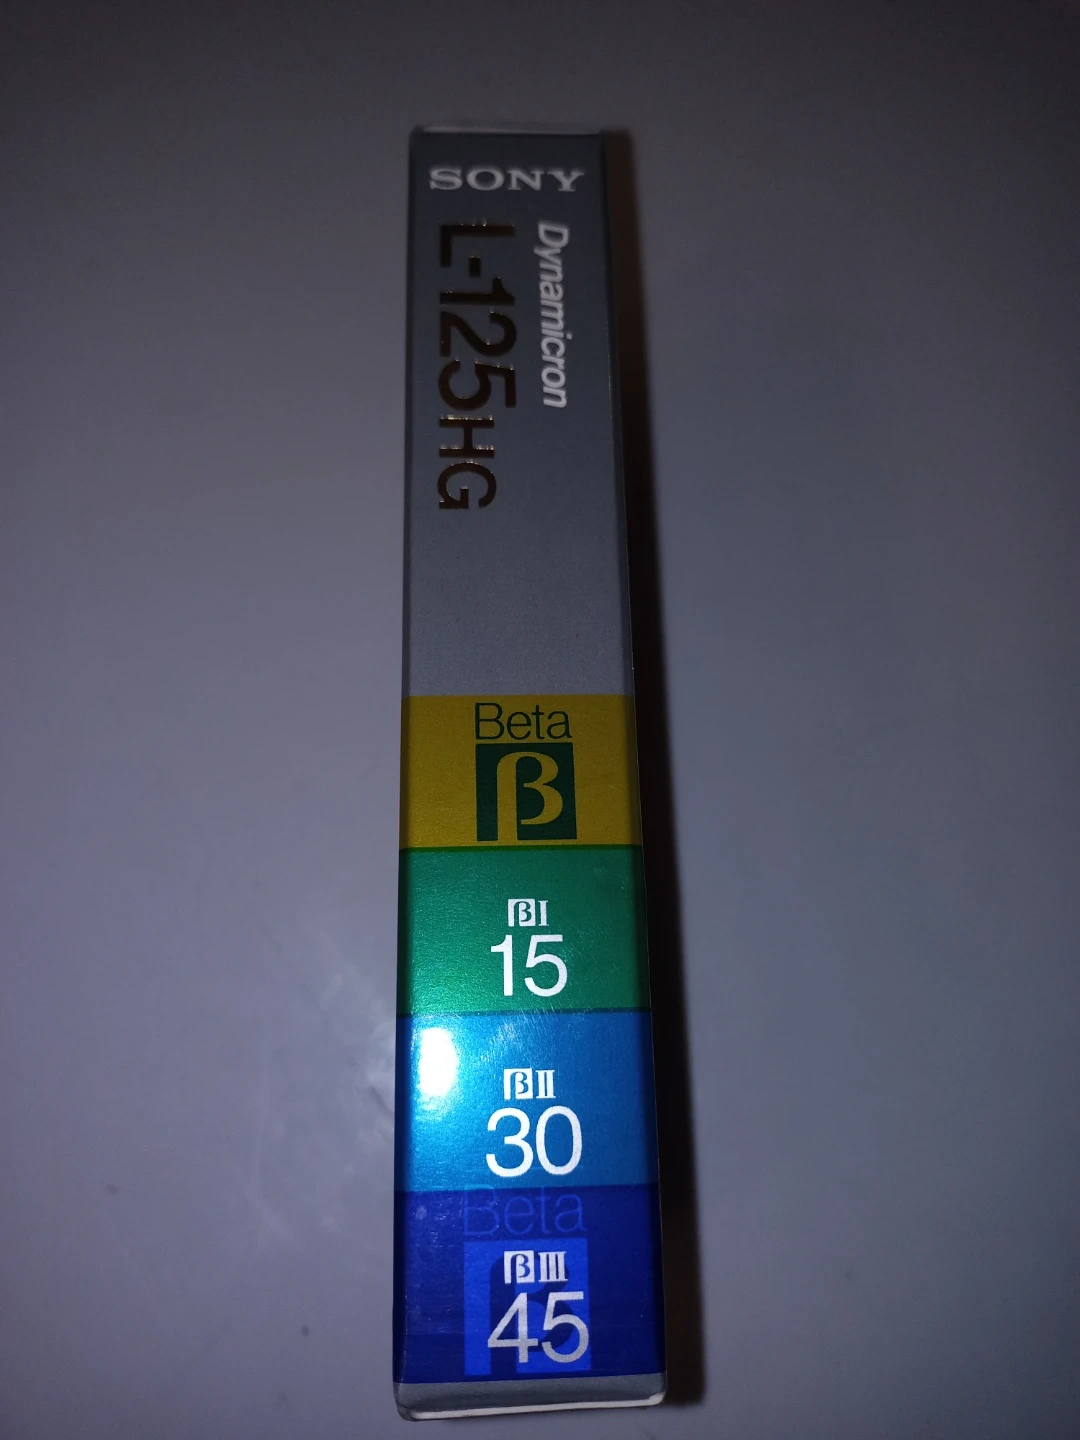 SONY
Dynamicron
L-125HG
Beta
β
βI
15
βII
30
Beta
βIII
45